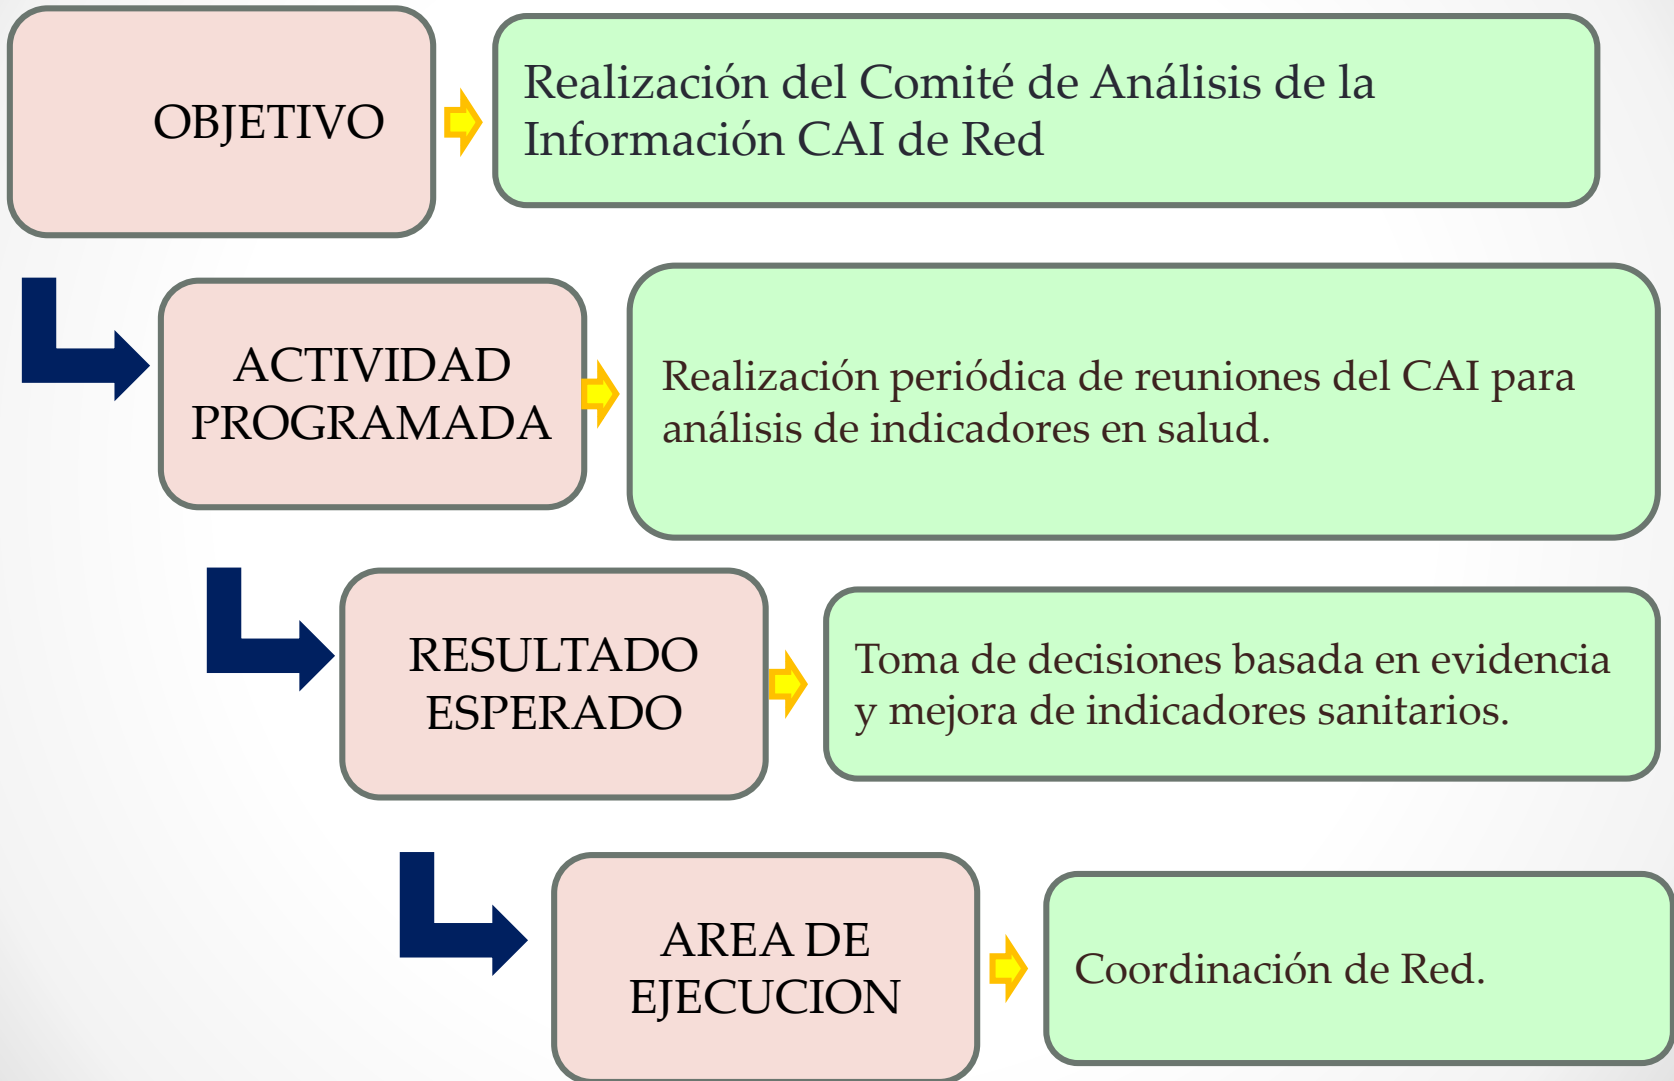 OBJETIVO
Realización del Comité de Análisis de la
Información CAI de Red
ACTIVIDAD
PROGRAMADA
Realización periódica de reuniones del CAI para
análisis de indicadores en salud.
RESULTADO
ESPERADO
Toma de decisiones basada en evidencia
y mejora de indicadores sanitarios.
AREA DE
EJECUCION
Coordinación de Red.